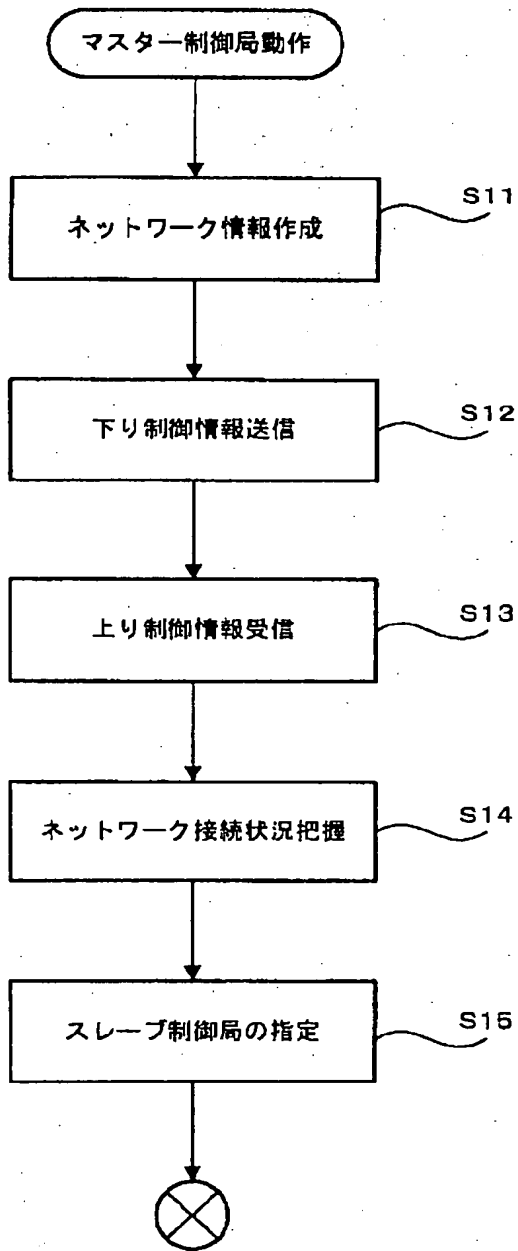 マスター制御局動作
S11
ネットワーク情報作成
S12
下り制御情報送信
S13
上り制御情報受信
S14
ネットワーク接続状況把握
S15
スレーブ制御局の指定